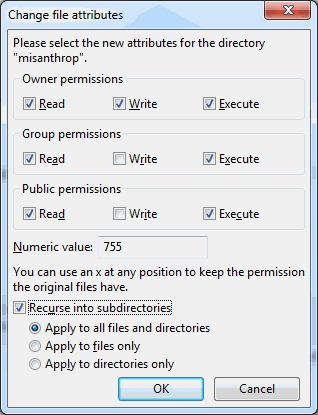 Change file attributes
Please select the new attributes for the directory
"misanthrop".
Owner permissions
Read Write Execute
Group permissions
Read Write Execute
Public permissions
Read Write Execute
Numeric value: 755
You can use an x at any position to keep the permission
the original files have.
Recurse into subdirectories
Apply to all files and directories
Apply to files only
Apply to directories only
OK Cancel